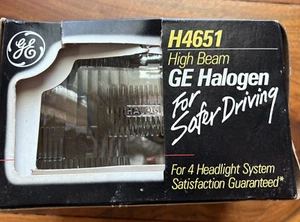 GE
H4651
High Beam
GE Halogen
For
Safer Driving
For 4 Headlight System
Satisfaction Guaranteed*